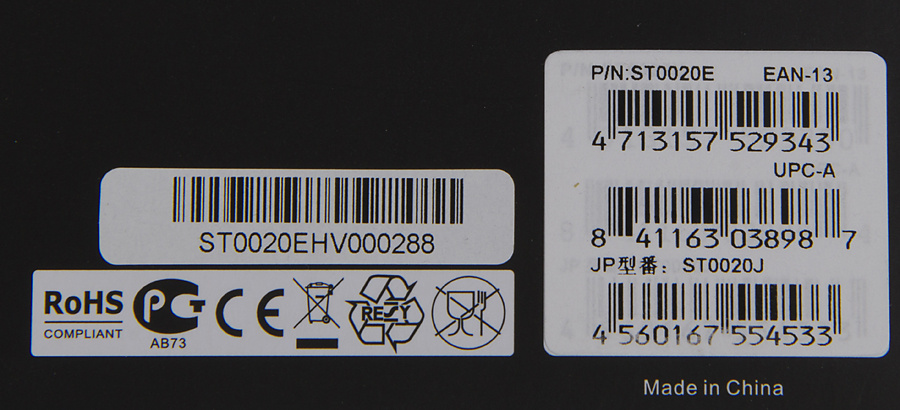 P/N:ST0020E EAN-13
4 713157 529343
UPC-A
8 41163 03898 7
JP型番: ST0020J
4 560167 554533
ST0020EHV000288
RoHS
COMPLIANT
PG
AB73
CE
RESY
Made in China